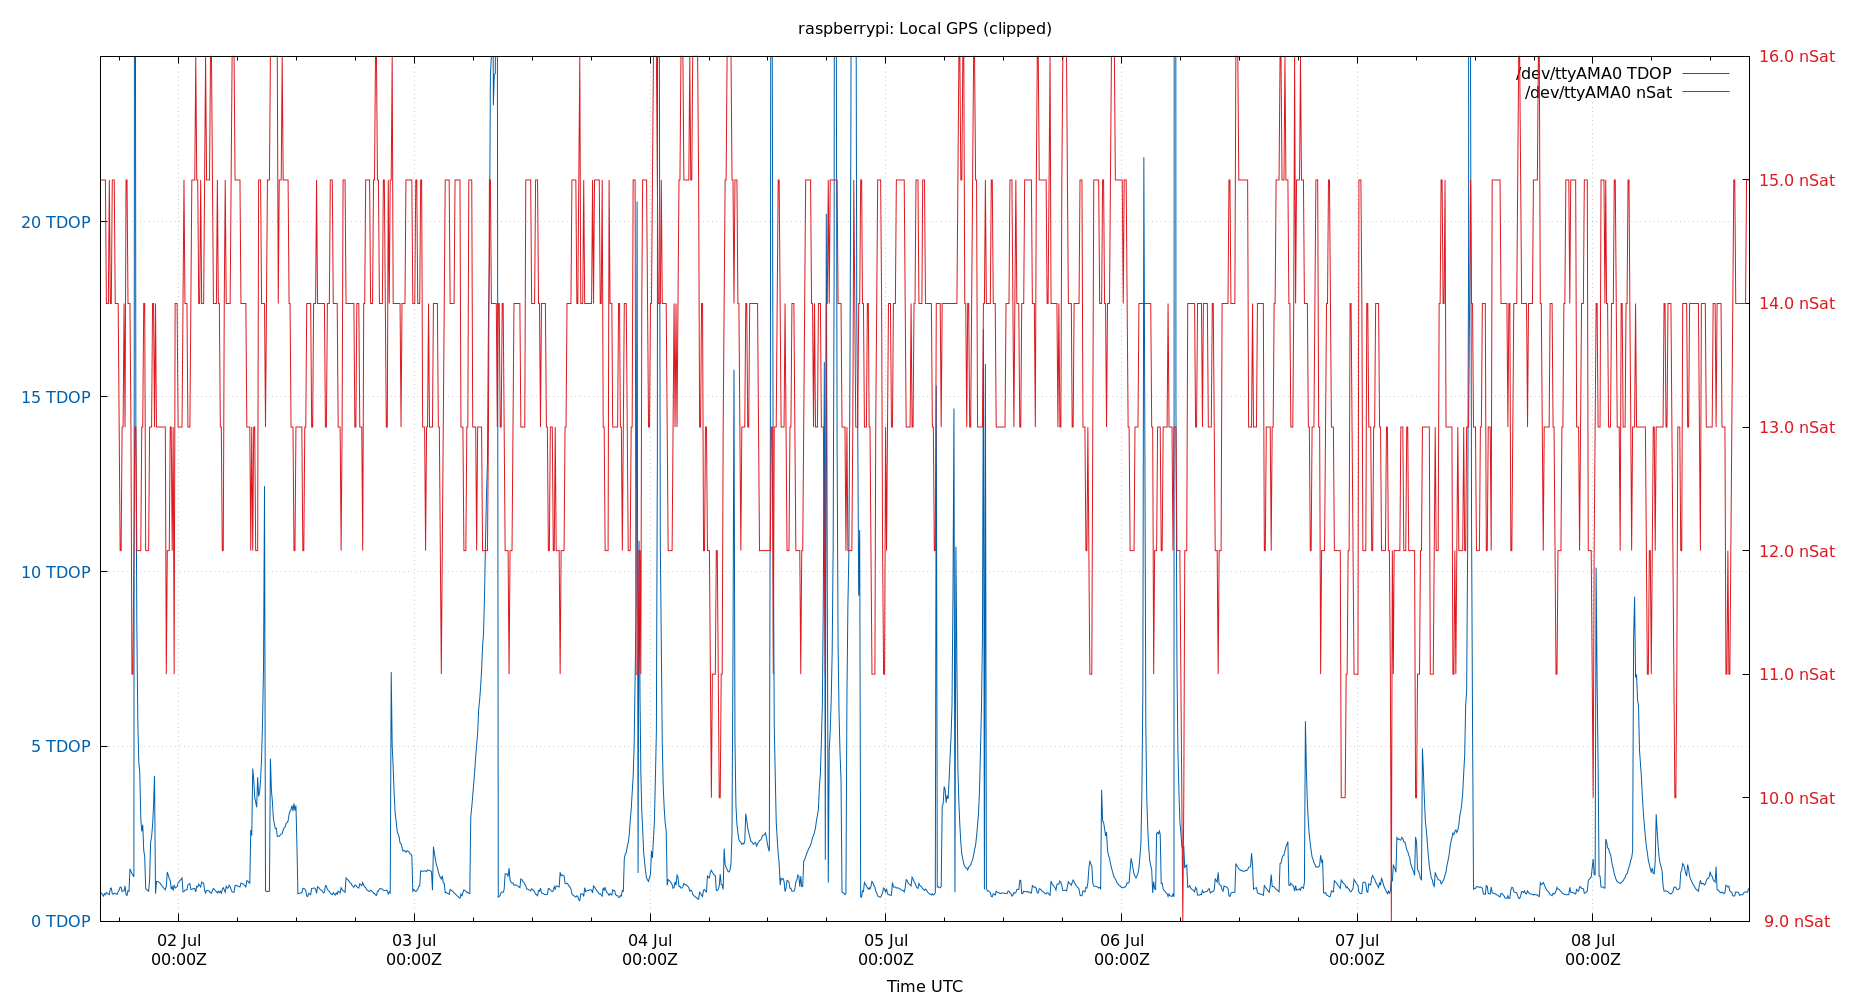 raspberrypi: Local GPS (clipped)
/dev/ttyAMA0 TDOP
/dev/ttyAMA0 nSat
20 TDOP
15 TDOP
10 TDOP
5 TDOP
0 TDOP
16.0 nSat
15.0 nSat
14.0 nSat
13.0 nSat
12.0 nSat
11.0 nSat
10.0 nSat
9.0 nSat
02 Jul
00:00Z
03 Jul
00:00Z
04 Jul
00:00Z
05 Jul
00:00Z
06 Jul
00:00Z
07 Jul
00:00Z
08 Jul
00:00Z
Time UTC